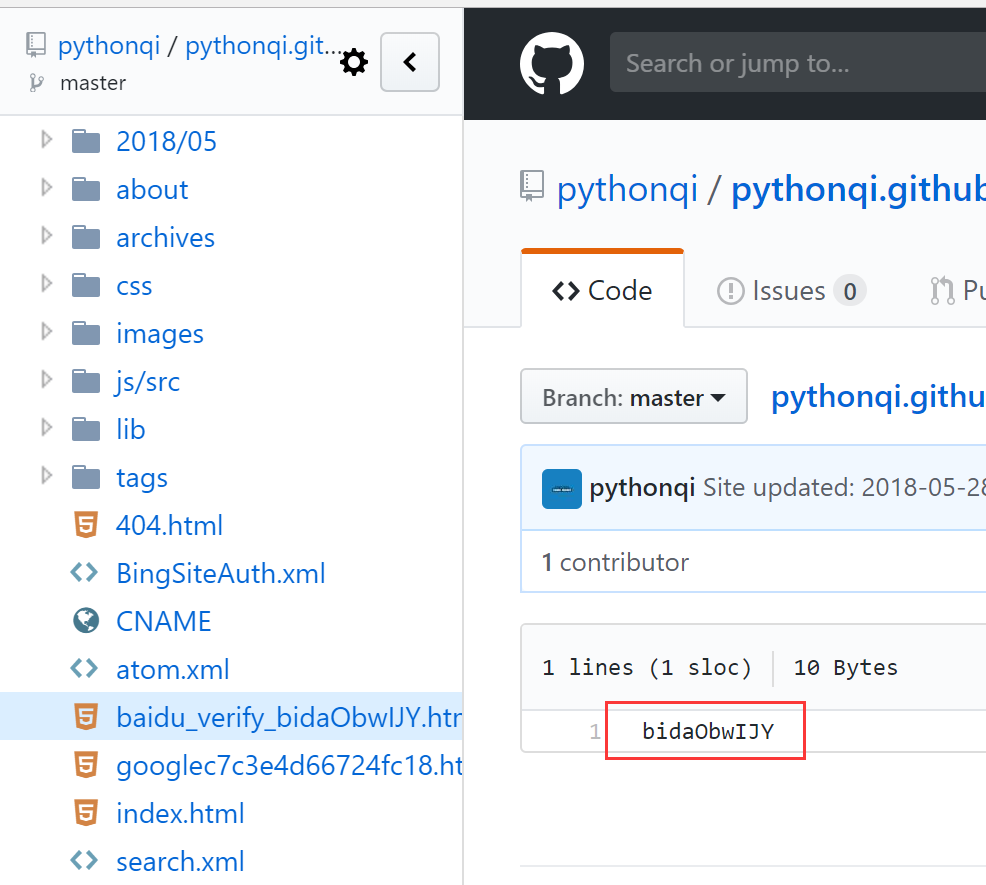 pythonqi / pythonqi.git...
master
2018/05
about
archives
css
images
js/src
lib
tags
404.html
BingSiteAuth.xml
CNAME
atom.xml
baidu_verify_bidaObwIJY.htr
googlec7c3e4d66724fc18.ht
index.html
search.xml
Search or jump to...
pythonqi / pythonqi.github
Code
Issues 0
Pu
Branch: master
pythonqi.githu
pythonqi Site updated: 2018-05-28
1 contributor
1 lines (1 sloc)
10 Bytes
1 bidaObwIJY